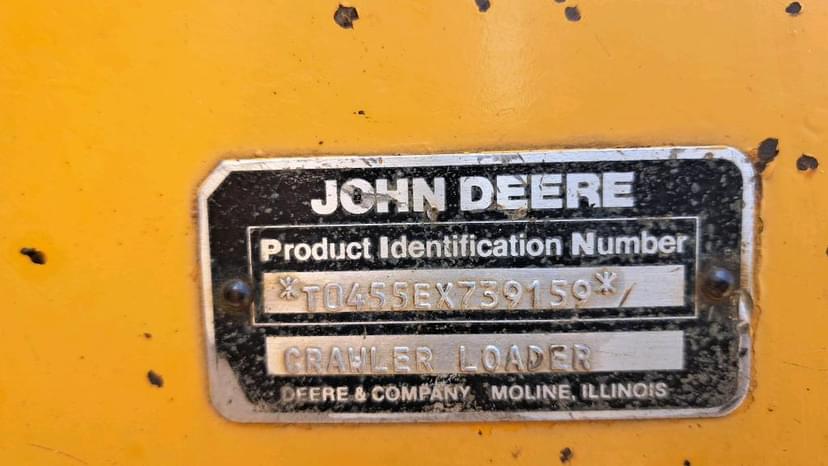 JOHN DEERE
Product Identification Number
*T0455EX739159*
CRAWLER LOADER
DEERE & COMPANY MOLINE, ILLINOIS